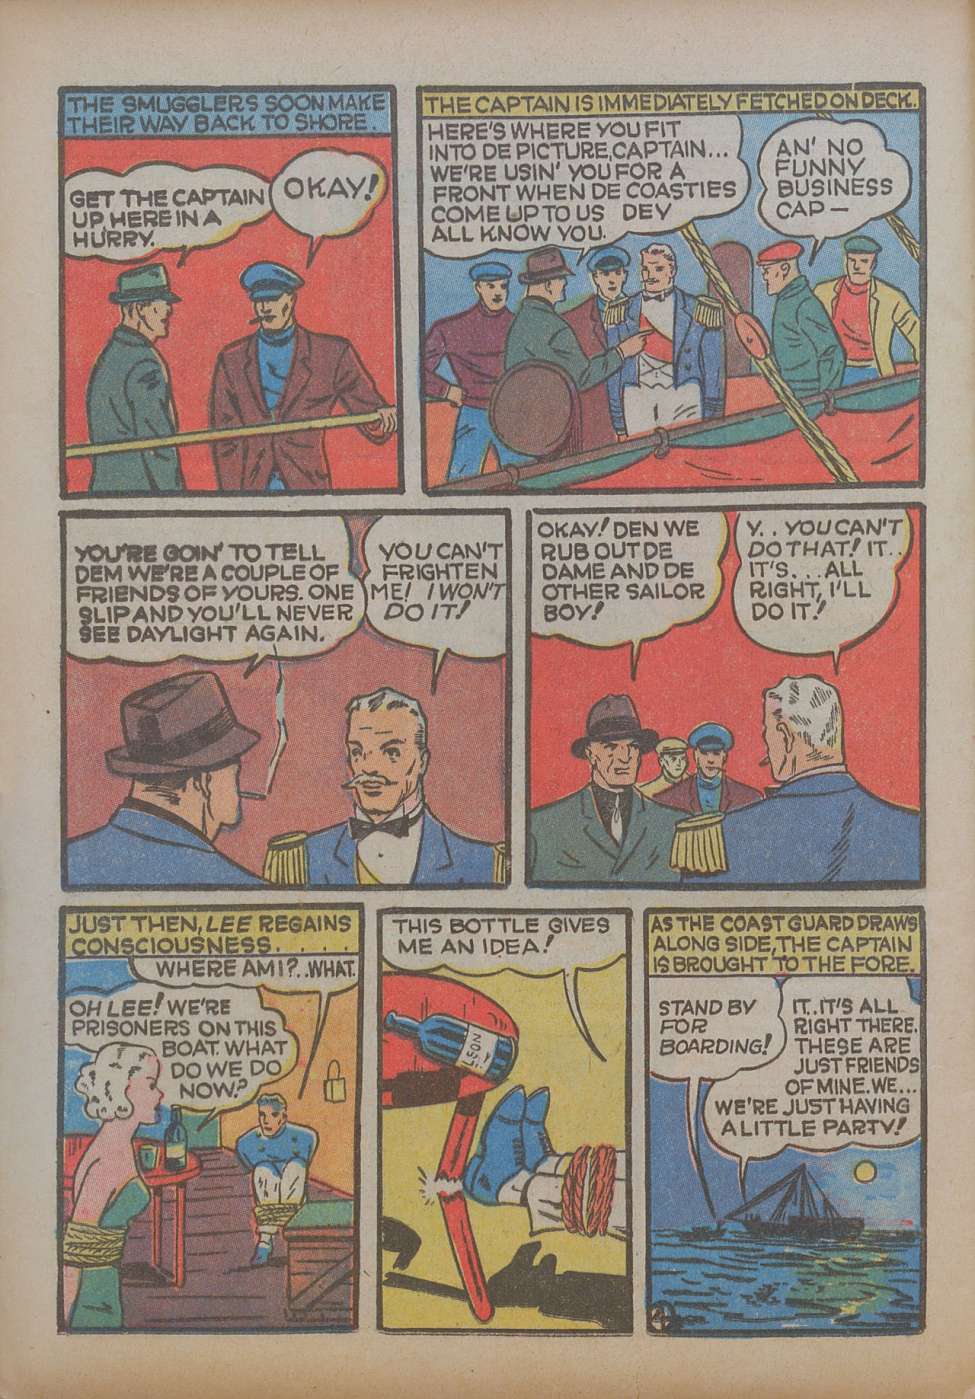 THE SMUGGLERS SOON MAKE
THEIR WAY BACK TO SHORE.
GET THE CAPTAIN
UP HERE IN A
HURRY.
OKAY!
THE CAPTAIN IS IMMEDIATELY FETCHED ON DECK.
HERE'S WHERE YOU FIT
INTO DE PICTURE, CAPTAIN...
WE'RE USIN' YOU FOR A
FRONT WHEN DE COASTIES
COME UP TO US DEY
ALL KNOW YOU.
AN' NO
FUNNY
BUSINESS
CAP—
YOU'RE GOIN' TO TELL
DEM WE'RE A COUPLE OF
FRIENDS OF YOURS. ONE
SLIP AND YOU'LL NEVER
SEE DAYLIGHT AGAIN.
YOU CAN'T
FRIGHTEN
ME! I WON'T
DO IT!
OKAY! DEN WE
RUB OUT DE
DAME AND DE
OTHER SAILOR
BOY!
Y.. YOU CAN'T
DO THAT! IT..
IT'S... ALL
RIGHT, I'LL
DO IT!
JUST THEN, LEE REGAINS
CONSCIOUSNESS.....
WHERE AM I?..WHAT.
OH LEE! WE'RE
PRISONERS ON THIS
BOAT. WHAT
DO WE DO
NOW?
THIS BOTTLE GIVES
ME AN IDEA!
LEON
AS THE COAST GUARD DRAWS
ALONG SIDE, THE CAPTAIN
IS BROUGHT TO THE FORE.
STAND BY
FOR
BOARDING!
IT..IT'S ALL
RIGHT THERE.
THESE ARE
JUST FRIENDS
OF MINE. WE...
WE'RE JUST HAVING
A LITTLE PARTY!